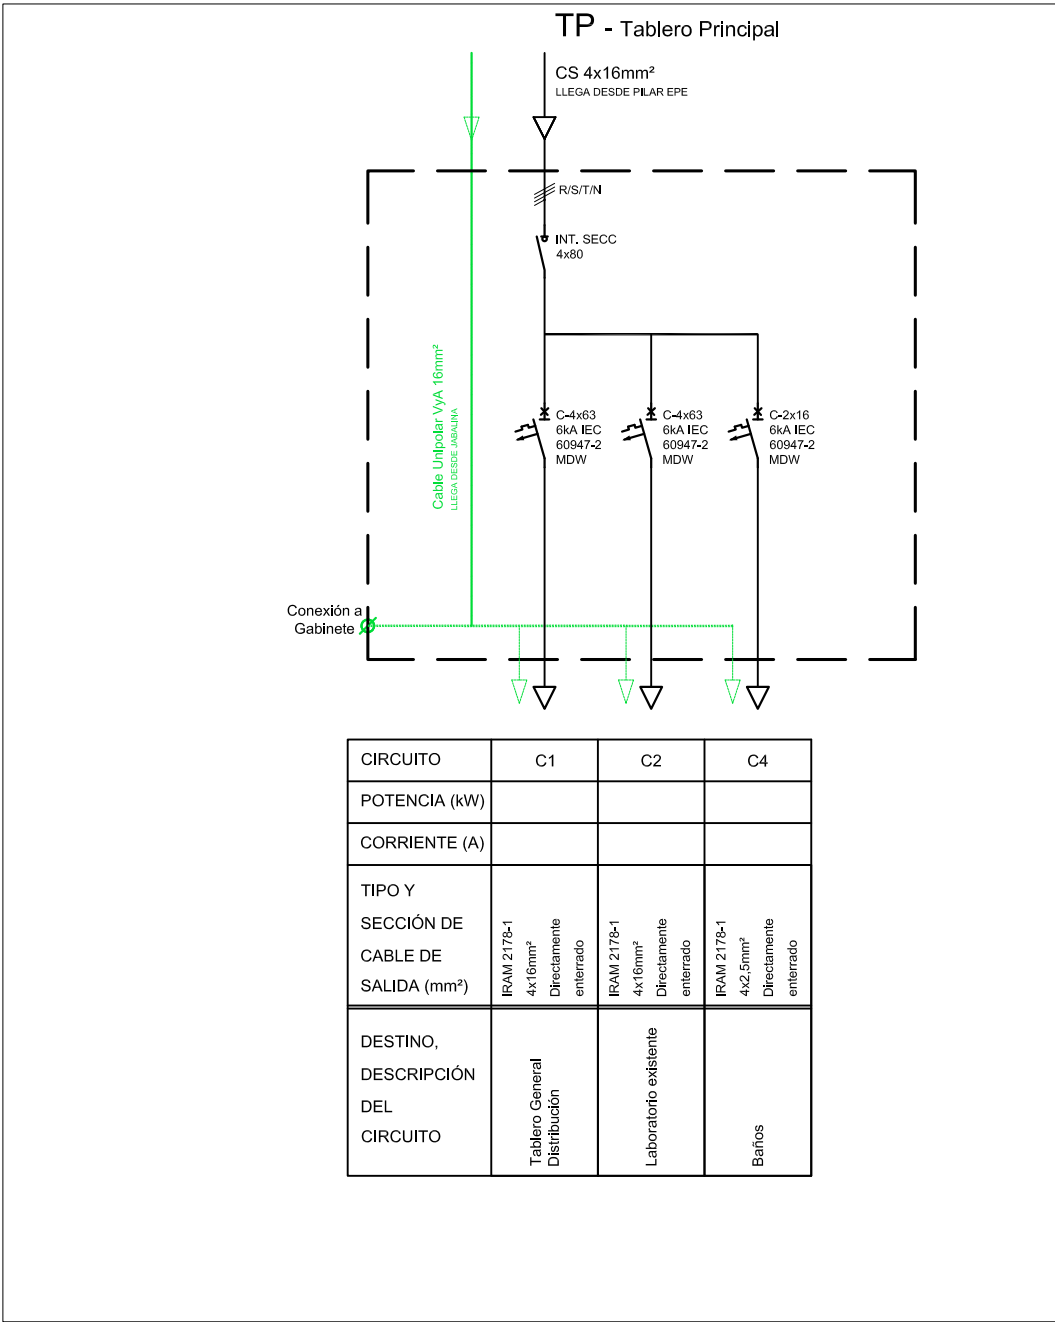 TP - Tablero Principal
CS 4x16mm²
LLEGA DESDE PILAR EPE
R/S/T/N
INT. SECC
4x80
Cable Unipolar VyA 16mm²
LLEGA DESDE JABALINA
C-4x63
6kA IEC
60947-2
MDW
C-4x63
6kA IEC
60947-2
MDW
C-2x16
6kA IEC
60947-2
MDW
Conexión a
Gabinete
CIRCUITO
C1
C2
C4
POTENCIA (kW)
CORRIENTE (A)
TIPO Y
SECCIÓN DE
CABLE DE
SALIDA (mm²)
IRAM 2178-1
4x16mm²
Directamente
enterrado
IRAM 2178-1
4x16mm²
Directamente
enterrado
IRAM 2178-1
4x2,5mm²
Directamente
enterrado
DESTINO,
DESCRIPCIÓN
DEL
CIRCUITO
Tablero General
Distribución
Laboratorio existente
Baños